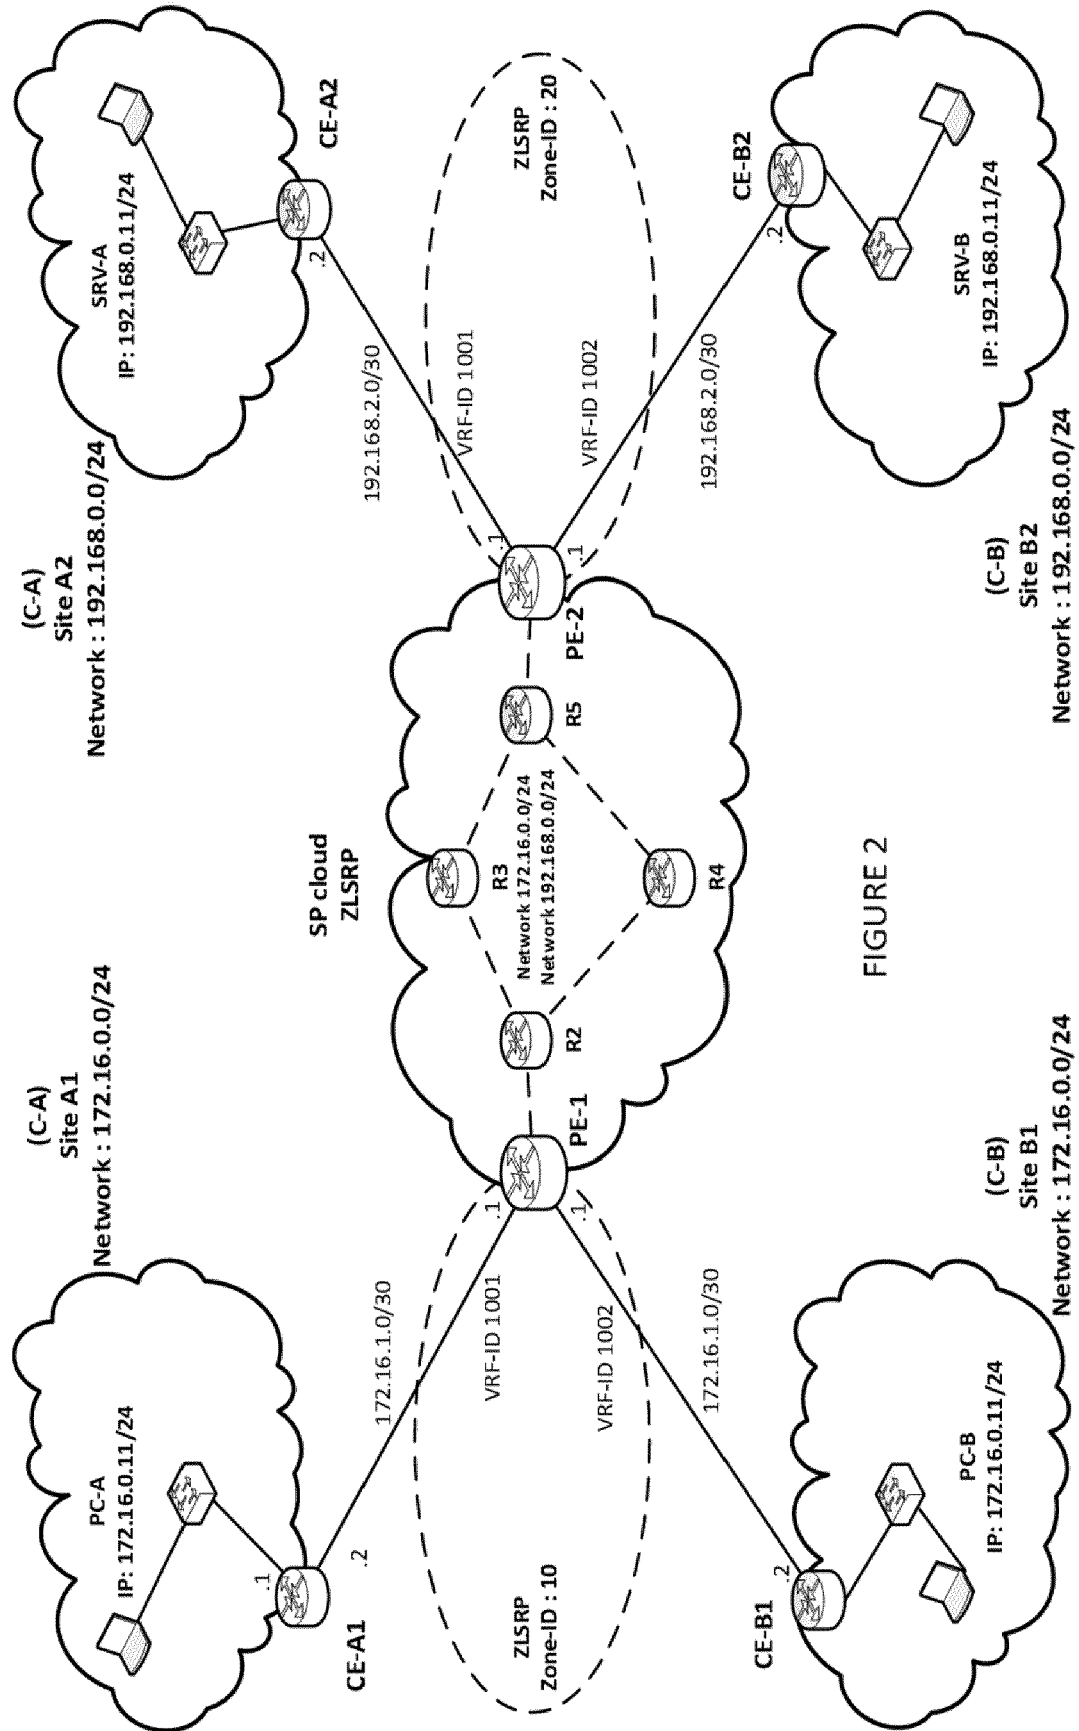 (C-A)
Site A1
Network : 172.16.0.0/24
PC-A
IP: 172.16.0.11/24
.1
CE-A1
.2
172.16.1.0/30
VRF-ID 1001
.1
ZLSRP
Zone-ID : 10
VRF-ID 1002
.1
172.16.1.0/30
.2
CE-B1
PC-B
IP: 172.16.0.11/24
(C-B)
Site B1
Network : 172.16.0.0/24
SP cloud
ZLSRP
PE-1
R2
R3
Network 172.16.0.0/24
Network 192.168.0.0/24
R4
R5
PE-2
(C-A)
Site A2
Network : 192.168.0.0/24
SRV-A
IP: 192.168.0.11/24
CE-A2
.2
192.168.2.0/30
VRF-ID 1001
.1
ZLSRP
Zone-ID : 20
VRF-ID 1002
.1
192.168.2.0/30
.2
CE-B2
SRV-B
IP: 192.168.0.11/24
(C-B)
Site B2
Network : 192.168.0.0/24
FIGURE 2